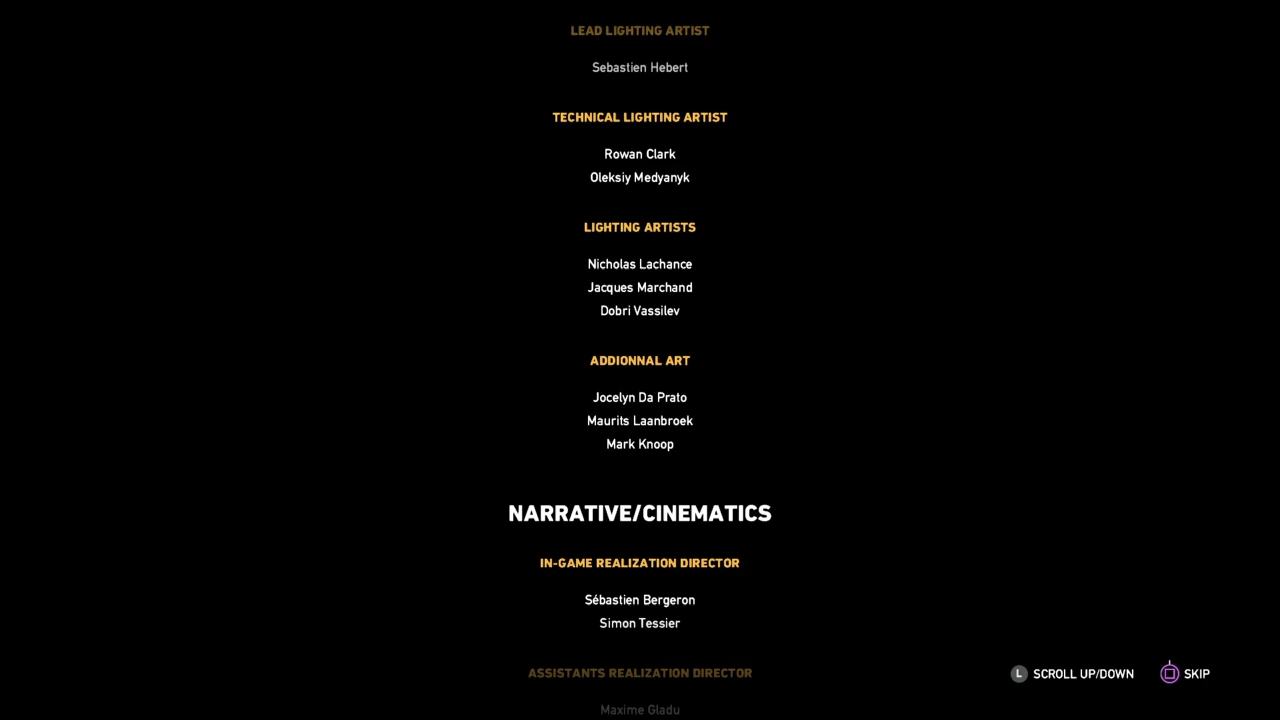 LEAD LIGHTING ARTIST
Sebastien Hebert
TECHNICAL LIGHTING ARTIST
Rowan Clark
Oleksiy Medyanyk
LIGHTING ARTISTS
Nicholas Lachance
Jacques Marchand
Dobri Vassilev
ADDIONNAL ART
Jocelyn Da Prato
Maurits Laanbroek
Mark Knoop
NARRATIVE/CINEMATICS
IN-GAME REALIZATION DIRECTOR
Sébastien Bergeron
Simon Tessier
ASSISTANTS REALIZATION DIRECTOR
L SCROLL UP/DOWN SKIP
Maxime Gladu